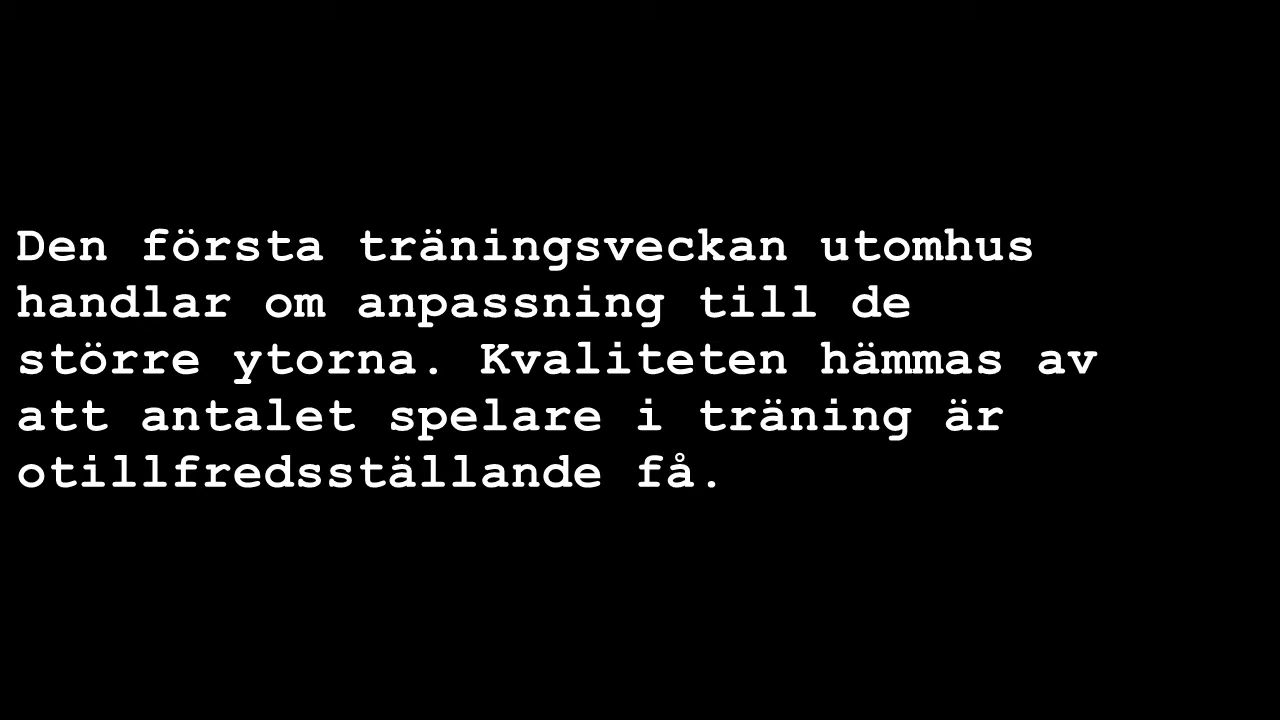 Den första träningsveckan utomhus
handlar om anpassning till de
större ytorna. Kvaliteten hämmas av
att antalet spelare i träning är
otillfredsställande få.